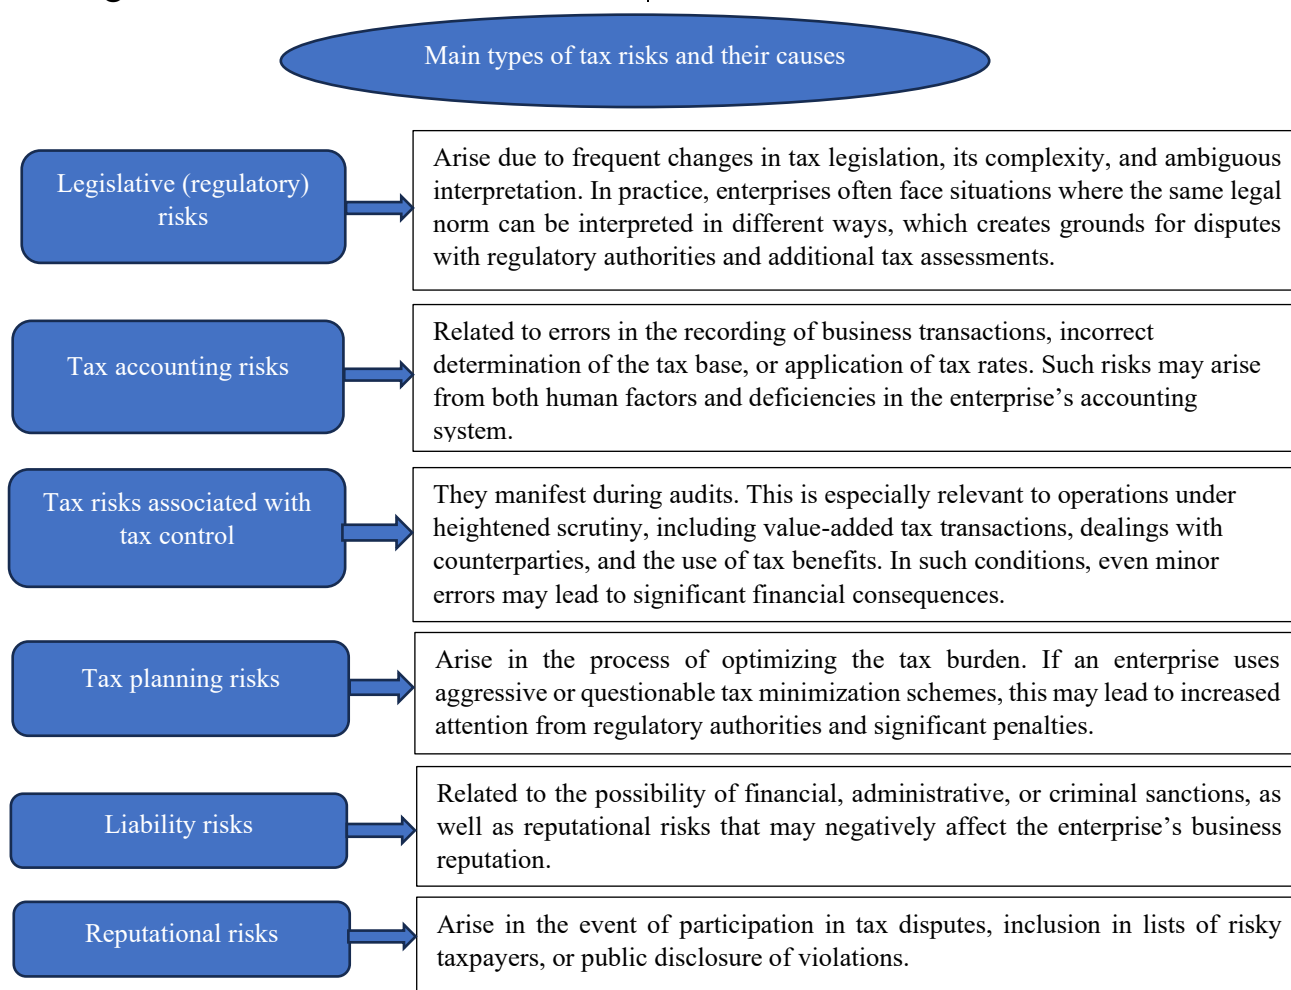 Main types of tax risks and their causes
Legislative (regulatory)
risks
Arise due to frequent changes in tax legislation, its complexity, and ambiguous
interpretation. In practice, enterprises often face situations where the same legal
norm can be interpreted in different ways, which creates grounds for disputes
with regulatory authorities and additional tax assessments.
Tax accounting risks
Related to errors in the recording of business transactions, incorrect
determination of the tax base, or application of tax rates. Such risks may arise
from both human factors and deficiencies in the enterprise’s accounting
system.
Tax risks associated with
tax control
They manifest during audits. This is especially relevant to operations under
heightened scrutiny, including value-added tax transactions, dealings with
counterparties, and the use of tax benefits. In such conditions, even minor
errors may lead to significant financial consequences.
Tax planning risks
Arise in the process of optimizing the tax burden. If an enterprise uses
aggressive or questionable tax minimization schemes, this may lead to increased
attention from regulatory authorities and significant penalties.
Liability risks
Related to the possibility of financial, administrative, or criminal sanctions, as
well as reputational risks that may negatively affect the enterprise’s business
reputation.
Reputational risks
Arise in the event of participation in tax disputes, inclusion in lists of risky
taxpayers, or public disclosure of violations.